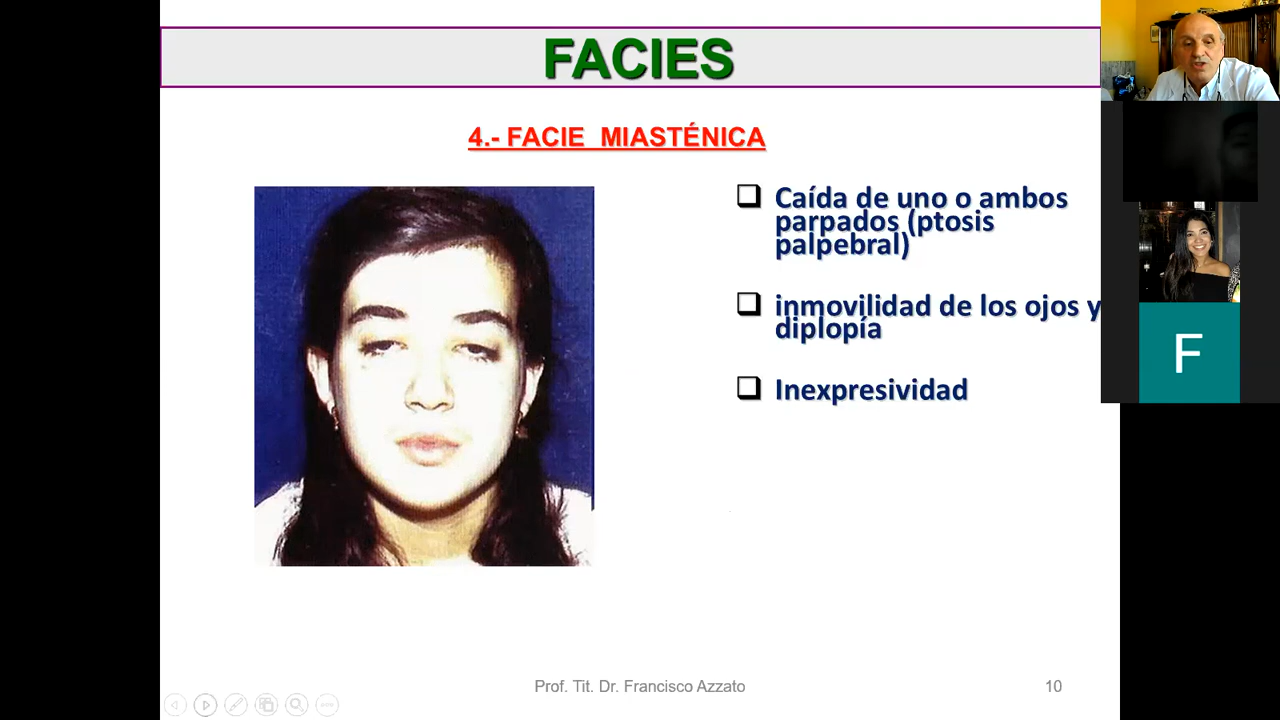 FACIES
4.- FACIE MIASTÉNICA
Caída de uno o ambos
parpados (ptosis
palpebral)
inmovilidad de los ojos y
diplopía
Inexpresividad
F
Prof. Tit. Dr. Francisco Azzato
10